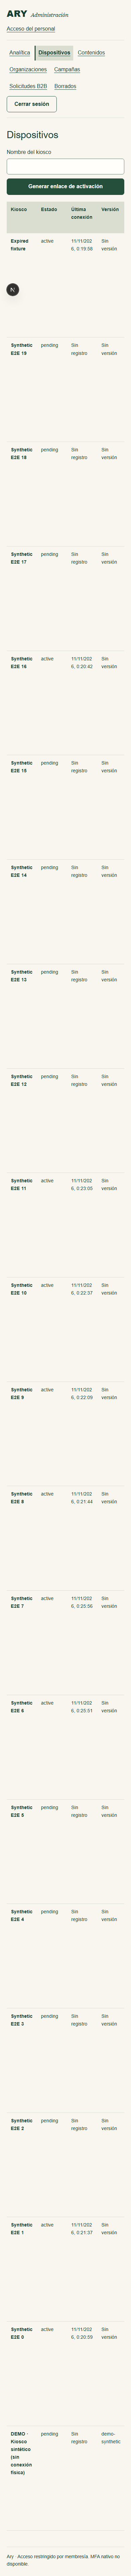 ARY Administración
Acceso del personal
Analítica Dispositivos Contenidos
Organizaciones Campañas
Solicitudes B2B Borrados
Cerrar sesión
Dispositivos
Nombre del kiosco
Generar enlace de activación
Kiosco Estado Última conexión Versión
Expired fixture active 11/11/2026, 0:19:58 Sin versión
N
Synthetic E2E 19 pending Sin registro Sin versión
Synthetic E2E 18 pending Sin registro Sin versión
Synthetic E2E 17 pending Sin registro Sin versión
Synthetic E2E 16 active 11/11/2026, 0:20:42 Sin versión
Synthetic E2E 15 pending Sin registro Sin versión
Synthetic E2E 14 pending Sin registro Sin versión
Synthetic E2E 13 pending Sin registro Sin versión
Synthetic E2E 12 pending Sin registro Sin versión
Synthetic E2E 11 active 11/11/2026, 0:23:05 Sin versión
Synthetic E2E 10 active 11/11/2026, 0:22:37 Sin versión
Synthetic E2E 9 active 11/11/2026, 0:22:09 Sin versión
Synthetic E2E 8 active 11/11/2026, 0:21:44 Sin versión
Synthetic E2E 7 active 11/11/2026, 0:25:56 Sin versión
Synthetic E2E 6 active 11/11/2026, 0:25:51 Sin versión
Synthetic E2E 5 pending Sin registro Sin versión
Synthetic E2E 4 pending Sin registro Sin versión
Synthetic E2E 3 pending Sin registro Sin versión
Synthetic E2E 2 pending Sin registro Sin versión
Synthetic E2E 1 active 11/11/2026, 0:21:37 Sin versión
Synthetic E2E 0 active 11/11/2026, 0:20:59 Sin versión
DEMO · Kiosco sintético (sin conexión física) pending Sin registro demo-synthetic
Ary · Acceso restringido por membresía. MFA nativo no
disponible.